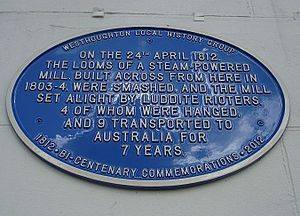 WESTHOUGHTON LOCAL HISTORY GROUP
ON THE 24TH APRIL 1812,
THE LOOMS OF A STEAM-POWERED
MILL, BUILT ACROSS FROM HERE IN
1803-4, WERE SMASHED, AND THE MILL
SET ALIGHT BY LUDDITE RIOTERS,
4 OF WHOM WERE HANGED,
AND 9 TRANSPORTED TO
AUSTRALIA FOR
7 YEARS.
1812·BI-CENTENARY COMMEMORATIONS·2012